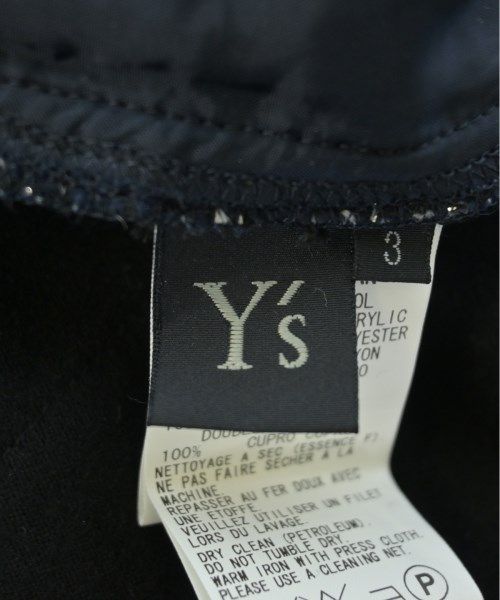 Y's
3
OL
RYLIC
YESTER
YON
100% CUPRO
NETTOYAGE A SEC (ESSENCE F)
NE PAS FAIRE SECHER A LA
MACHINE.
REPASSER AU FER DOUX AVEC
UNE ETOFFE.
VEUILLEZ UTILISER UN FILET
LORS DU LAVAGE.
DRY CLEAN (PETROLEUM).
DO NOT TUMBLE DRY.
WARM IRON WITH PRESS CLOTH.
PLEASE USE A CLEANING NET.
P